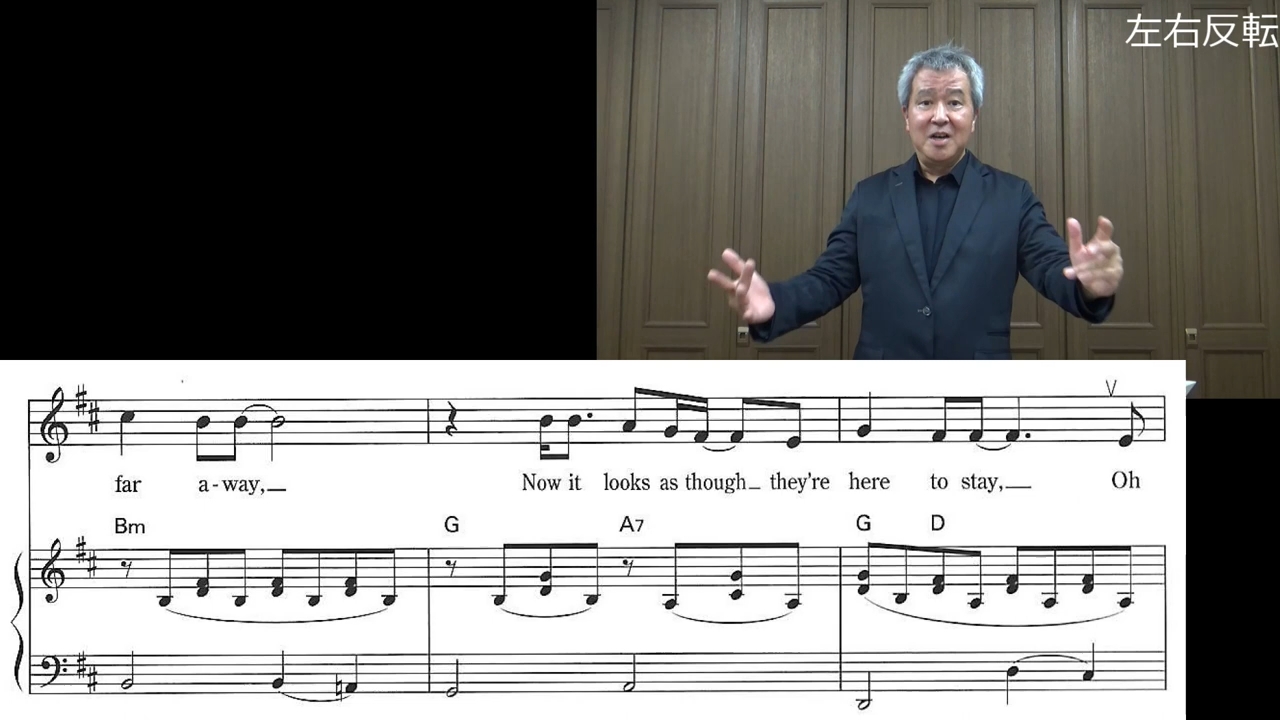 左右反転
far a-way, Now it looks as though they're here to stay, Oh
Bm G A7 G D